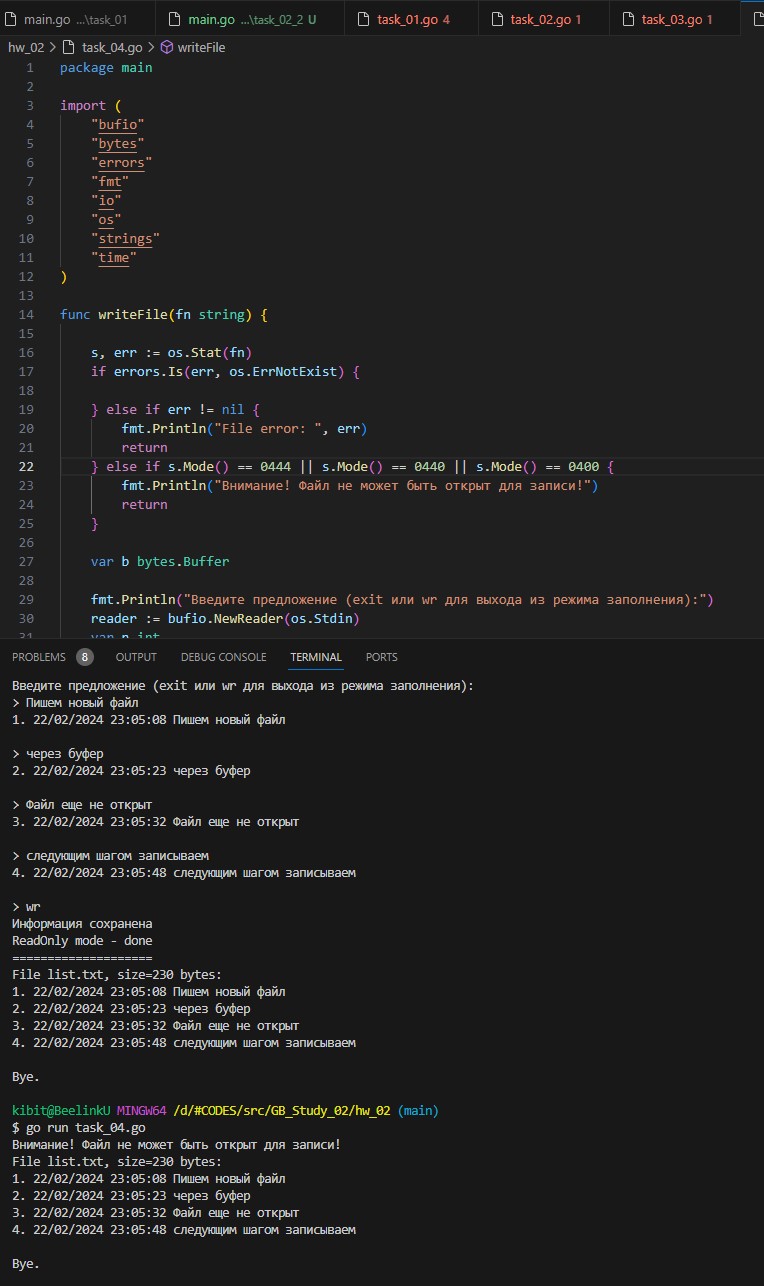 main.go ...\task_01 main.go ...\task_02_2 U task_01.go 4 task_02.go 1 task_03.go 1
hw_02 > task_04.go > writeFile
1 package main
2
3 import (
4 "bufio"
5 "bytes"
6 "errors"
7 "fmt"
8 "io"
9 "os"
10 "strings"
11 "time"
12 )
13
14 func writeFile(fn string) {
15
16 s, err := os.Stat(fn)
17 if errors.Is(err, os.ErrNotExist) {
18
19 } else if err != nil {
20 fmt.Println("File error: ", err)
21 return
22 } else if s.Mode() == 0444 || s.Mode() == 0440 || s.Mode() == 0400 {
23 fmt.Println("Внимание! Файл не может быть открыт для записи!")
24 return
25 }
26
27 var b bytes.Buffer
28
29 fmt.Println("Введите предложение (exit или wr для выхода из режима заполнения):")
30 reader := bufio.NewReader(os.Stdin)
31 var n int
PROBLEMS 8 OUTPUT DEBUG CONSOLE TERMINAL PORTS
Введите предложение (exit или wr для выхода из режима заполнения):
> Пишем новый файл
1. 22/02/2024 23:05:08 Пишем новый файл
> через буфер
2. 22/02/2024 23:05:23 через буфер
> Файл еще не открыт
3. 22/02/2024 23:05:32 Файл еще не открыт
> следующим шагом записываем
4. 22/02/2024 23:05:48 следующим шагом записываем
> wr
Информация сохранена
ReadOnly mode - done
====================
File list.txt, size=230 bytes:
1. 22/02/2024 23:05:08 Пишем новый файл
2. 22/02/2024 23:05:23 через буфер
3. 22/02/2024 23:05:32 Файл еще не открыт
4. 22/02/2024 23:05:48 следующим шагом записываем
Bye.
kibit@BeelinkU MINGW64 /d/#CODES/src/GB_Study_02/hw_02 (main)
$ go run task_04.go
Внимание! Файл не может быть открыт для записи!
File list.txt, size=230 bytes:
1. 22/02/2024 23:05:08 Пишем новый файл
2. 22/02/2024 23:05:23 через буфер
3. 22/02/2024 23:05:32 Файл еще не открыт
4. 22/02/2024 23:05:48 следующим шагом записываем
Bye.